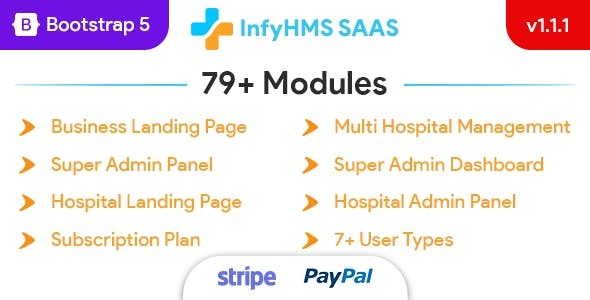 B Bootstrap 5
InfyHMS SAAS
v1.1.1
79+ Modules
Business Landing Page
Multi Hospital Management
Super Admin Panel
Super Admin Dashboard
Hospital Landing Page
Hospital Admin Panel
Subscription Plan
7+ User Types
stripe
PayPal